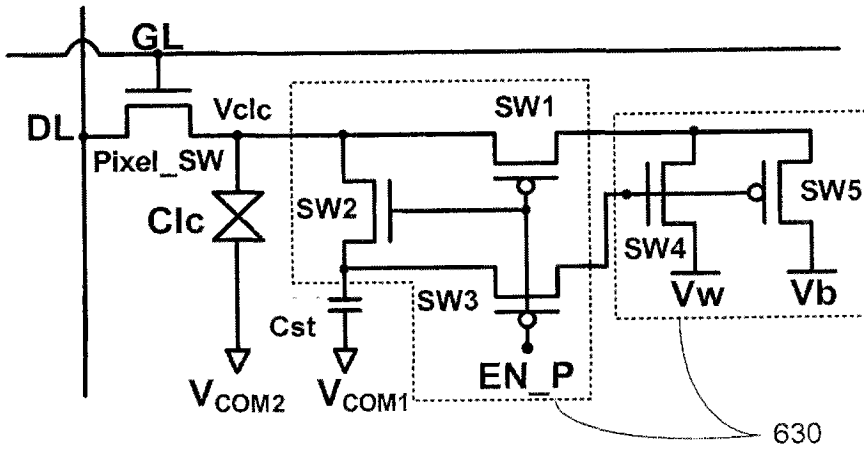 GL
DL
Vclc
SW1
Pixel_SW
SW2
SW5
Clc
SW4
SW3
Vw
Vb
Cst
EN_P
VCOM2
VCOM1
630